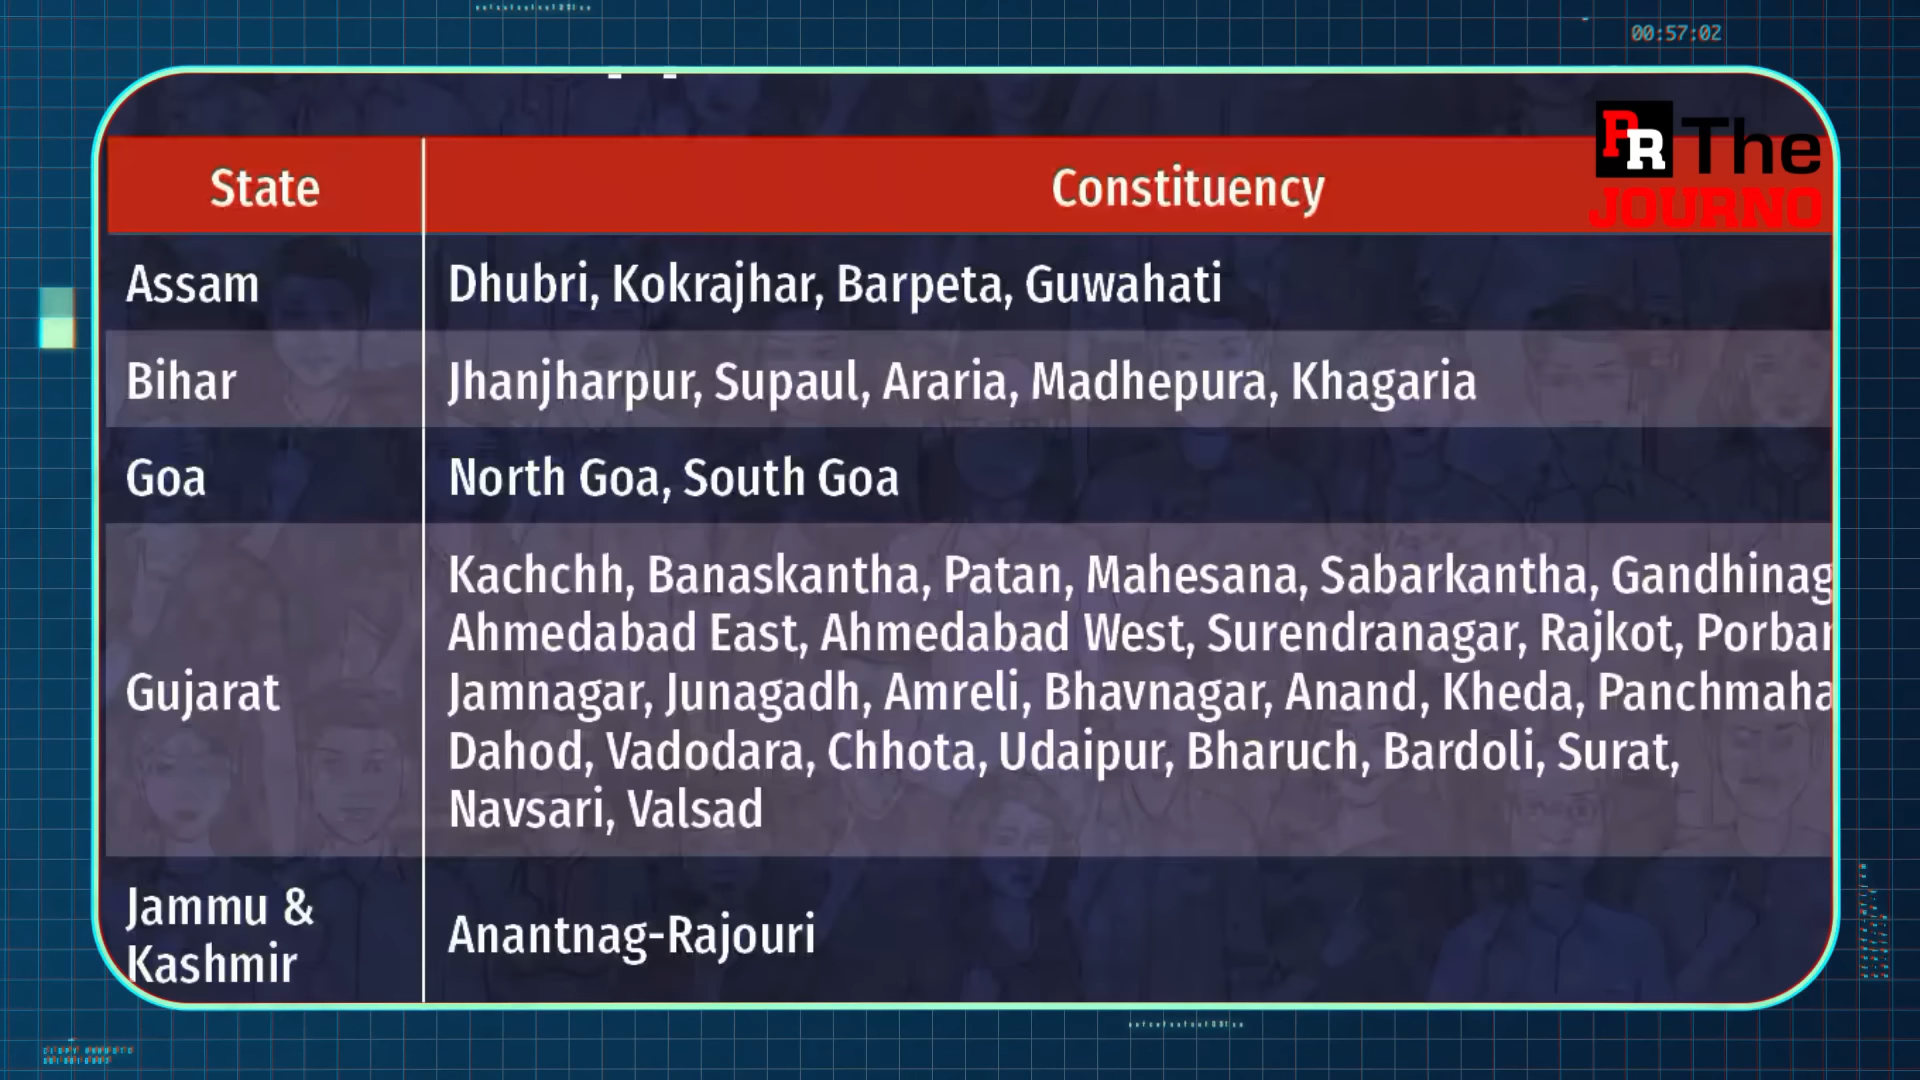 00:57:02
PR The
JOURNO
State Constituency
Assam Dhubri, Kokrajhar, Barpeta, Guwahati
Bihar Jhanjharpur, Supaul, Araria, Madhepura, Khagaria
Goa North Goa, South Goa
Gujarat
Kachchh, Banaskantha, Patan, Mahesana, Sabarkantha, Gandhinag
Ahmedabad East, Ahmedabad West, Surendranagar, Rajkot, Porban
Jamnagar, Junagadh, Amreli, Bhavnagar, Anand, Kheda, Panchmaha
Dahod, Vadodara, Chhota, Udaipur, Bharuch, Bardoli, Surat,
Navsari, Valsad
Jammu &
Kashmir
Anantnag-Rajouri